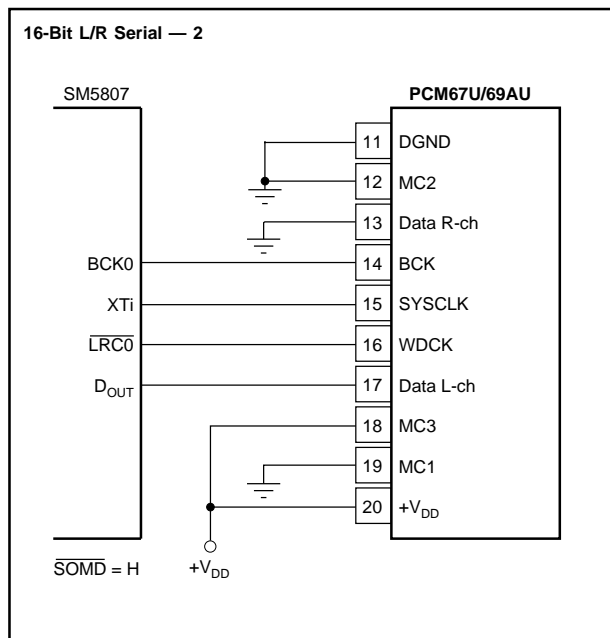 16-Bit L/R Serial — 2
SM5807
PCM67U/69AU
11 DGND
12 MC2
13 Data R-ch
BCK0 14 BCK
XTi 15 SYSCLK
LRC0 16 WDCK
DOUT 17 Data L-ch
18 MC3
19 MC1
20 +VDD
SOMD = H
+VDD